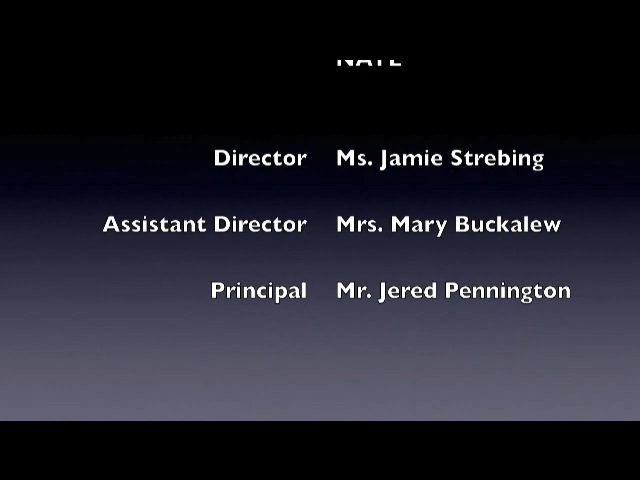 Director Ms. Jamie Strebing
Assistant Director Mrs. Mary Buckalew
Principal Mr. Jered Pennington